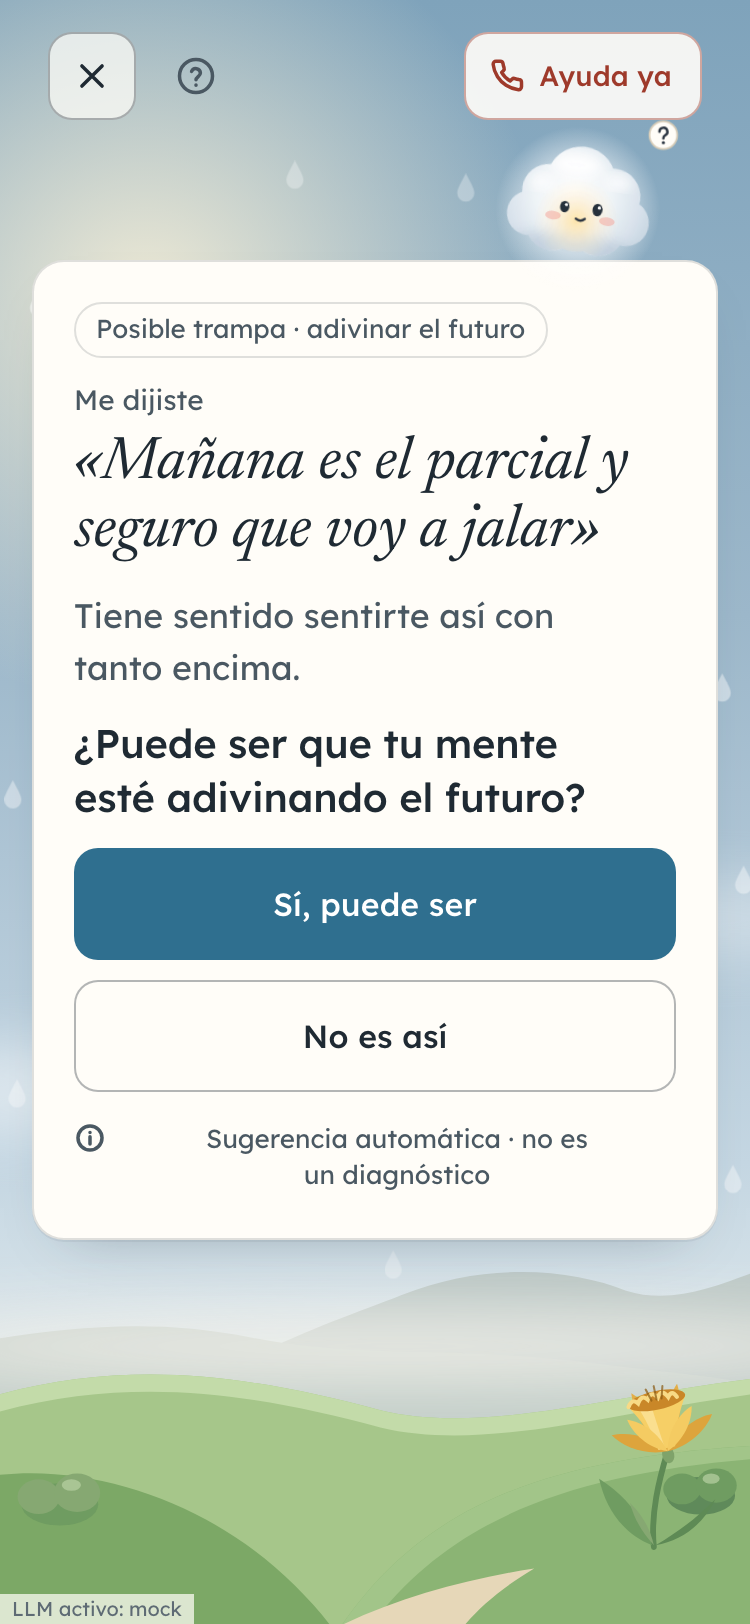 Ayuda ya
?
Posible trampa · adivinar el futuro
Me dijiste
«Mañana es el parcial y
seguro que voy a jalar»
Tiene sentido sentirte así con
tanto encima.
¿Puede ser que tu mente
esté adivinando el futuro?
Sí, puede ser
No es así
Sugerencia automática · no es
un diagnóstico
LLM activo: mock